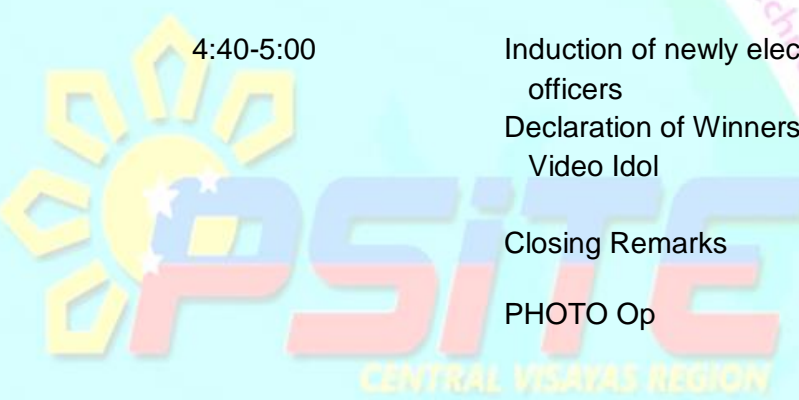 4:40-5:00 Induction of newly elec
officers
Declaration of Winners
Video Idol
Closing Remarks
PHOTO Op
PSITE
CENTRAL VISAYAS REGION